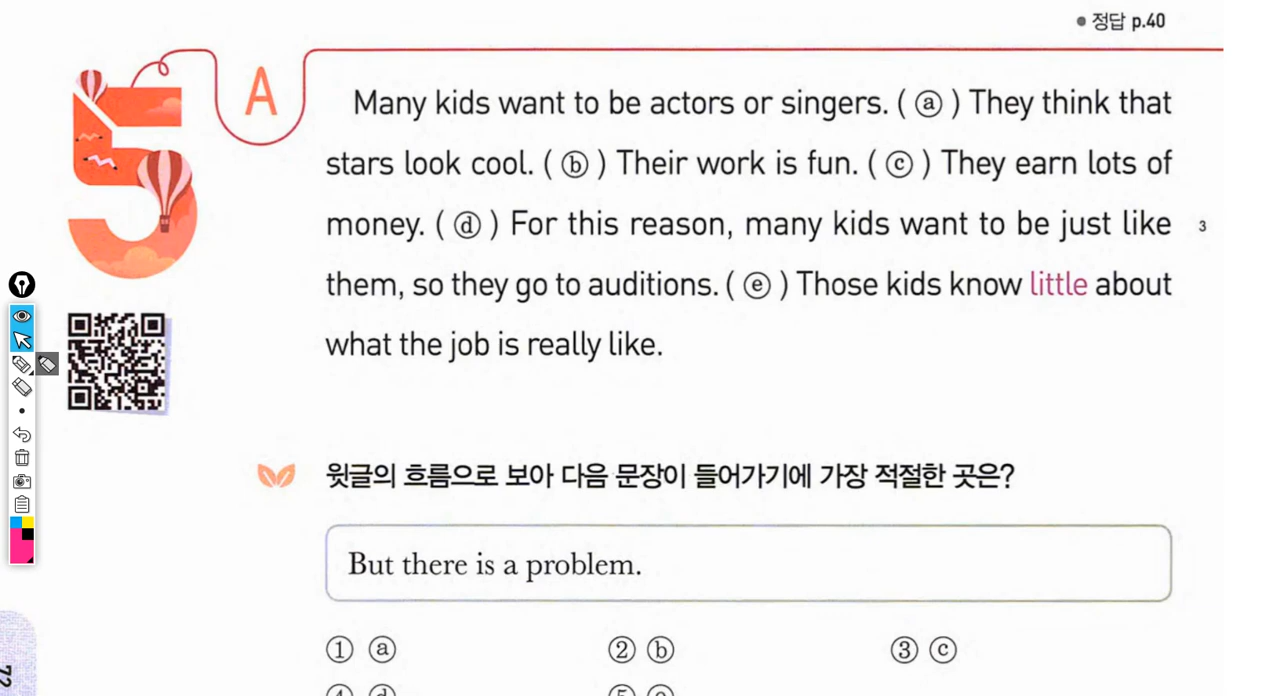 ● 정답 p.40
5
A
Many kids want to be actors or singers. ( ⓐ ) They think that
stars look cool. ( ⓑ ) Their work is fun. ( ⓒ ) They earn lots of
money. ( ⓓ ) For this reason, many kids want to be just like 3
them, so they go to auditions. ( ⓔ ) Those kids know little about
what the job is really like.
윗글의 흐름으로 보아 다음 문장이 들어가기에 가장 적절한 곳은?
But there is a problem.
① ⓐ ② ⓑ ③ ⓒ
④ ⓓ ⑤ ⓔ
72